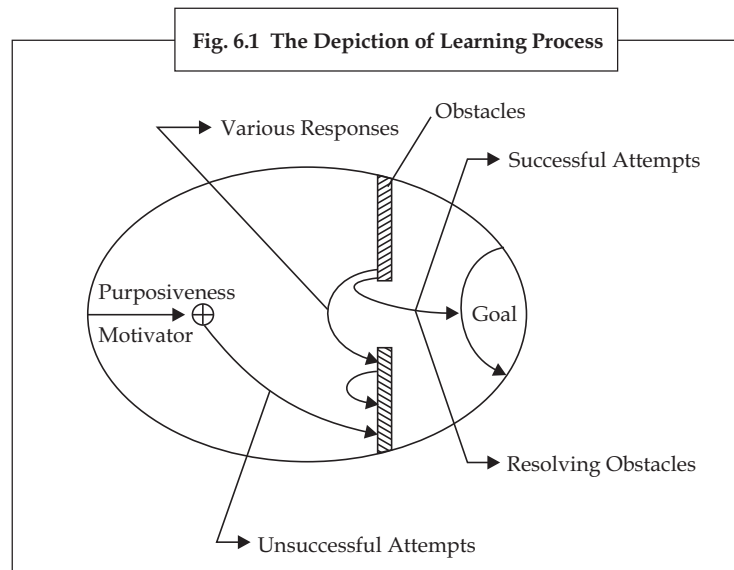 Fig. 6.1 The Depiction of Learning Process
Various Responses
Obstacles
Successful Attempts
Purposiveness
Motivator
Goal
Resolving Obstacles
Unsuccessful Attempts